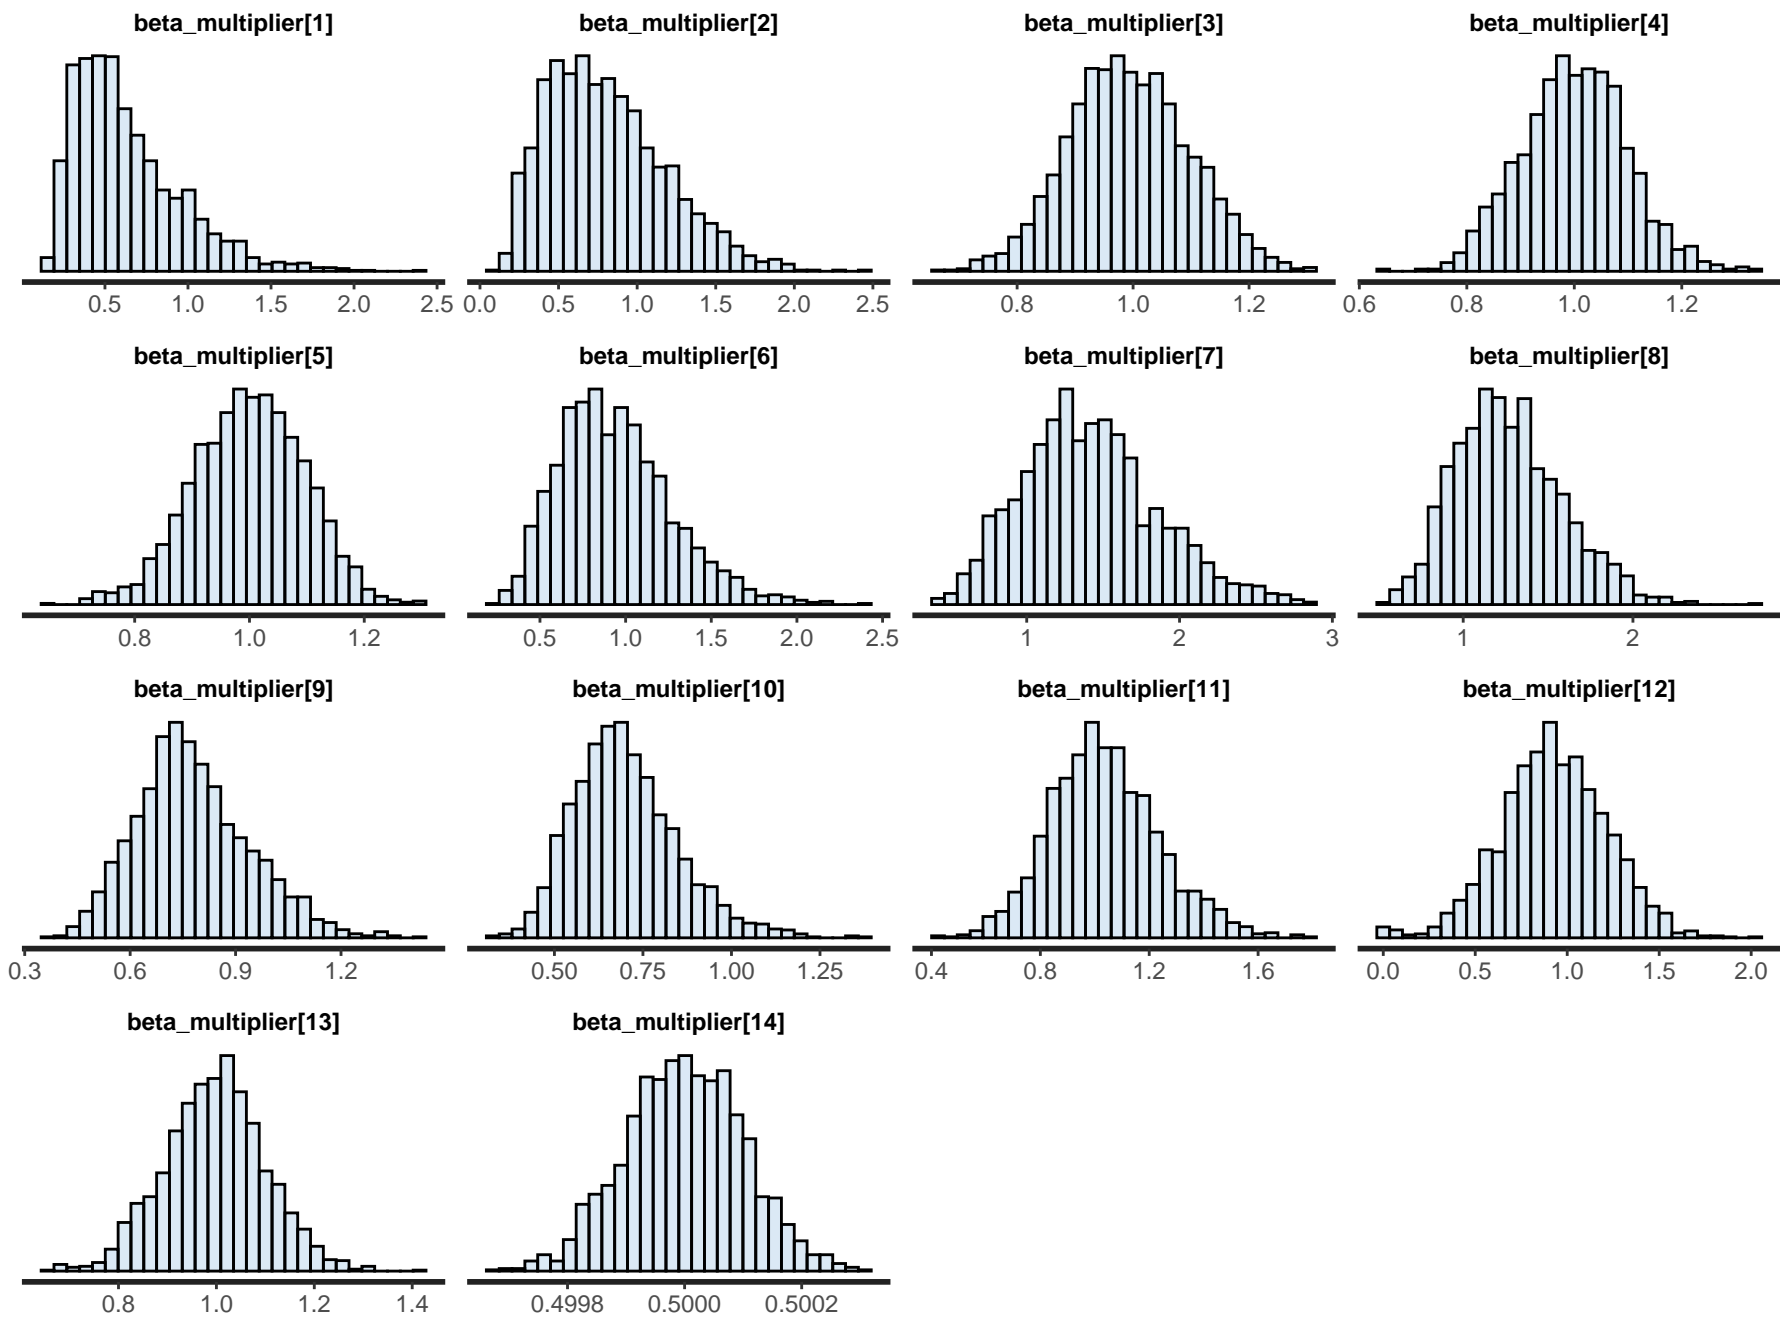 beta_multiplier[1] beta_multiplier[2] beta_multiplier[3] beta_multiplier[4]
0.5 1.0 1.5 2.0 2.5 0.0 0.5 1.0 1.5 2.0 2.5 0.8 1.0 1.2 0.6 0.8 1.0 1.2
beta_multiplier[5] beta_multiplier[6] beta_multiplier[7] beta_multiplier[8]
0.8 1.0 1.2 0.5 1.0 1.5 2.0 2.5 1 2 3 1 2
beta_multiplier[9] beta_multiplier[10] beta_multiplier[11] beta_multiplier[12]
0.3 0.6 0.9 1.2 0.50 0.75 1.00 1.25 0.4 0.8 1.2 1.6 0.0 0.5 1.0 1.5 2.0
beta_multiplier[13] beta_multiplier[14]
0.8 1.0 1.2 1.4 0.4998 0.5000 0.5002